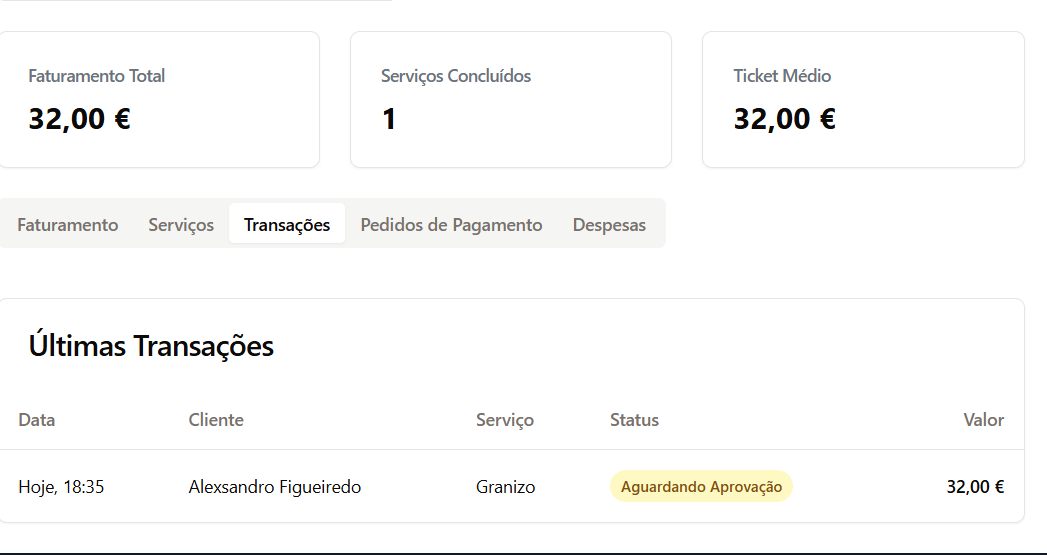 Faturamento Total
32,00 €
Serviços Concluídos
1
Ticket Médio
32,00 €
Faturamento Serviços Transações Pedidos de Pagamento Despesas
Últimas Transações
Data Cliente Serviço Status Valor
Hoje, 18:35 Alexsandro Figueiredo Granizo Aguardando Aprovação 32,00 €